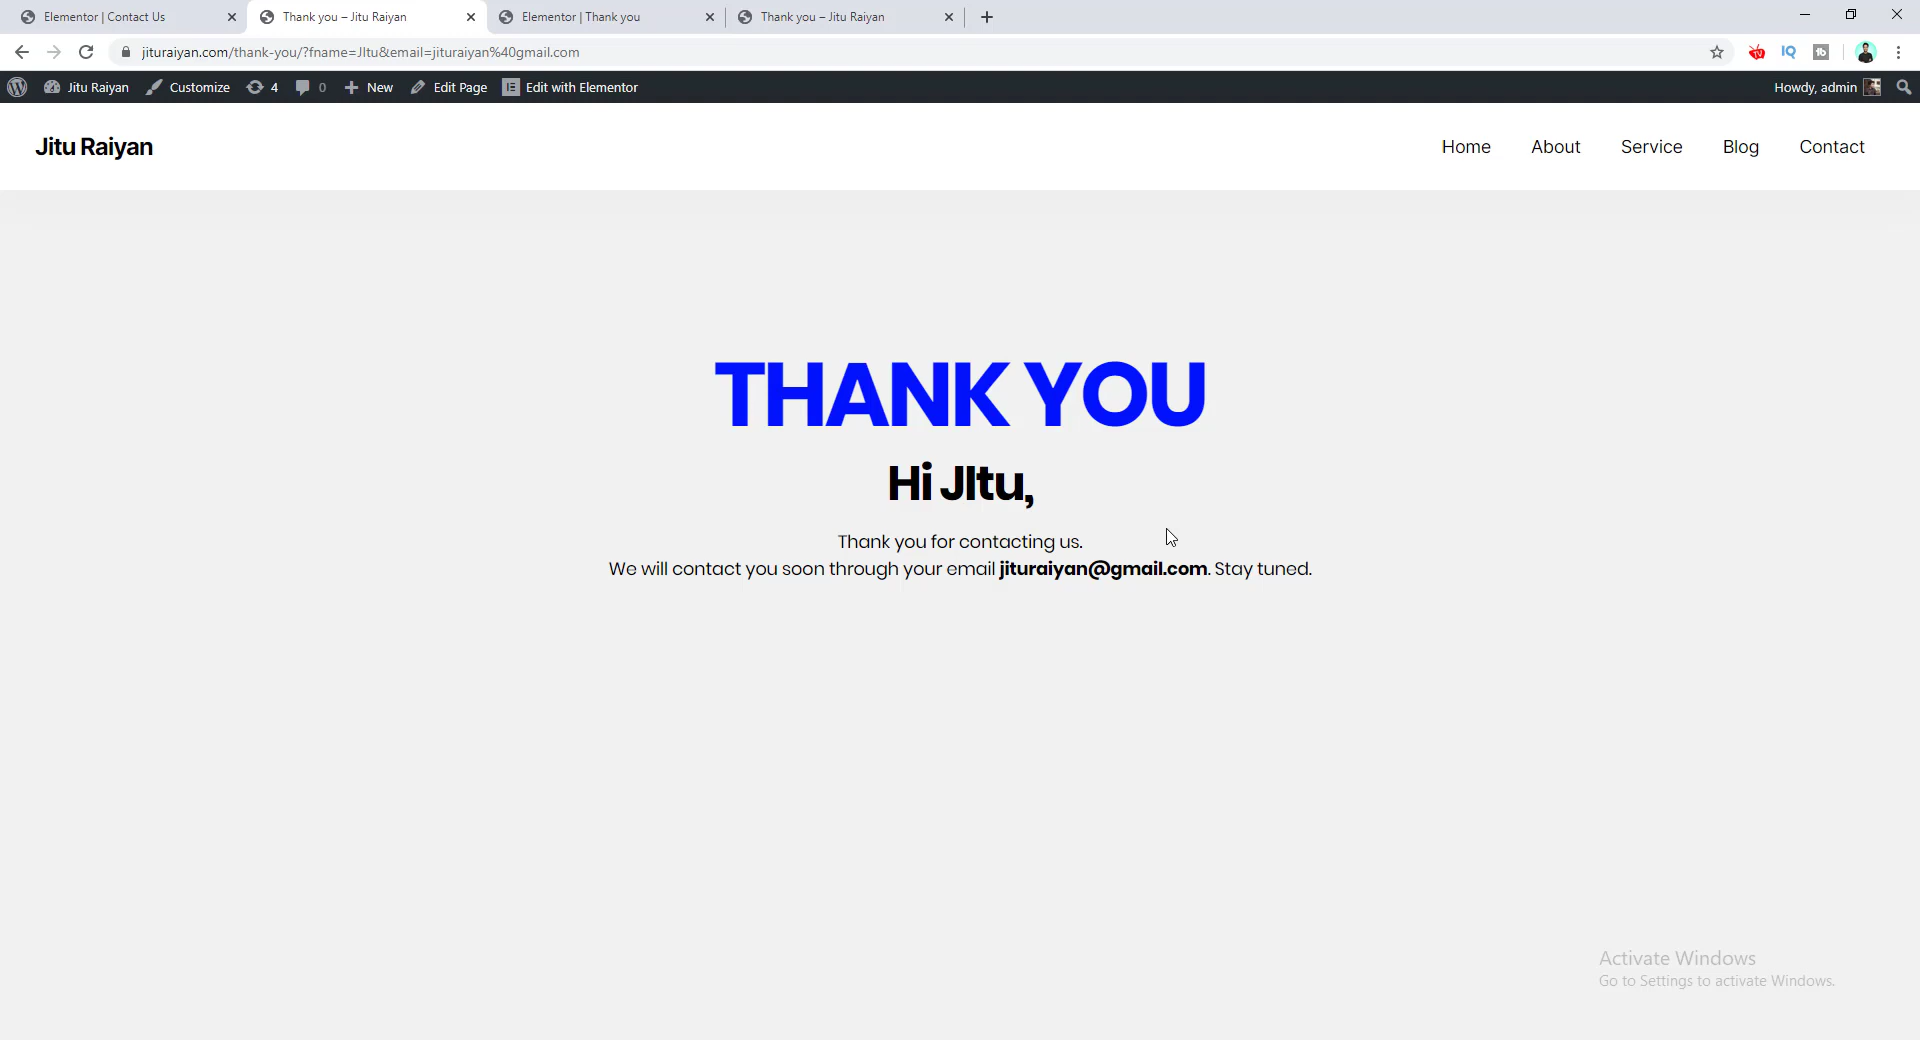 Elementor | Contact Us
Thank you – Jitu Raiyan
Elementor | Thank you
Thank you – Jitu Raiyan
jituraiyan.com/thank-you/?fname=JItu&email=jituraiyan%40gmail.com
IQ
tb
Jitu Raiyan
Customize
4
0
New
Edit Page
Edit with Elementor
Howdy, admin
Jitu Raiyan
Home
About
Service
Blog
Contact
THANK YOU
Hi JItu,
Thank you for contacting us.
We will contact you soon through your email jituraiyan@gmail.com. Stay tuned.
Activate Windows
Go to Settings to activate Windows.